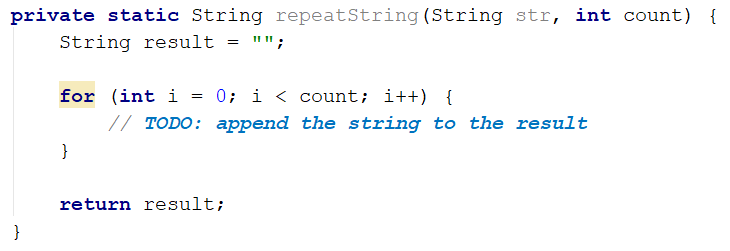 private static String repeatString(String str, int count) {
    String result = "";

    for (int i = 0; i < count; i++) {
        // TODO: append the string to the result
    }

    return result;
}